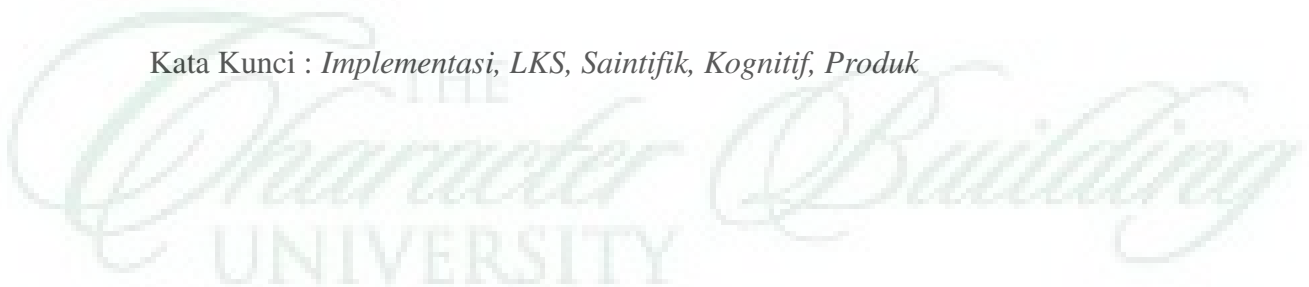 Kata Kunci : Implementasi, LKS, Saintifik, Kognitif, Produk
THE
Character Building
UNIVERSITY